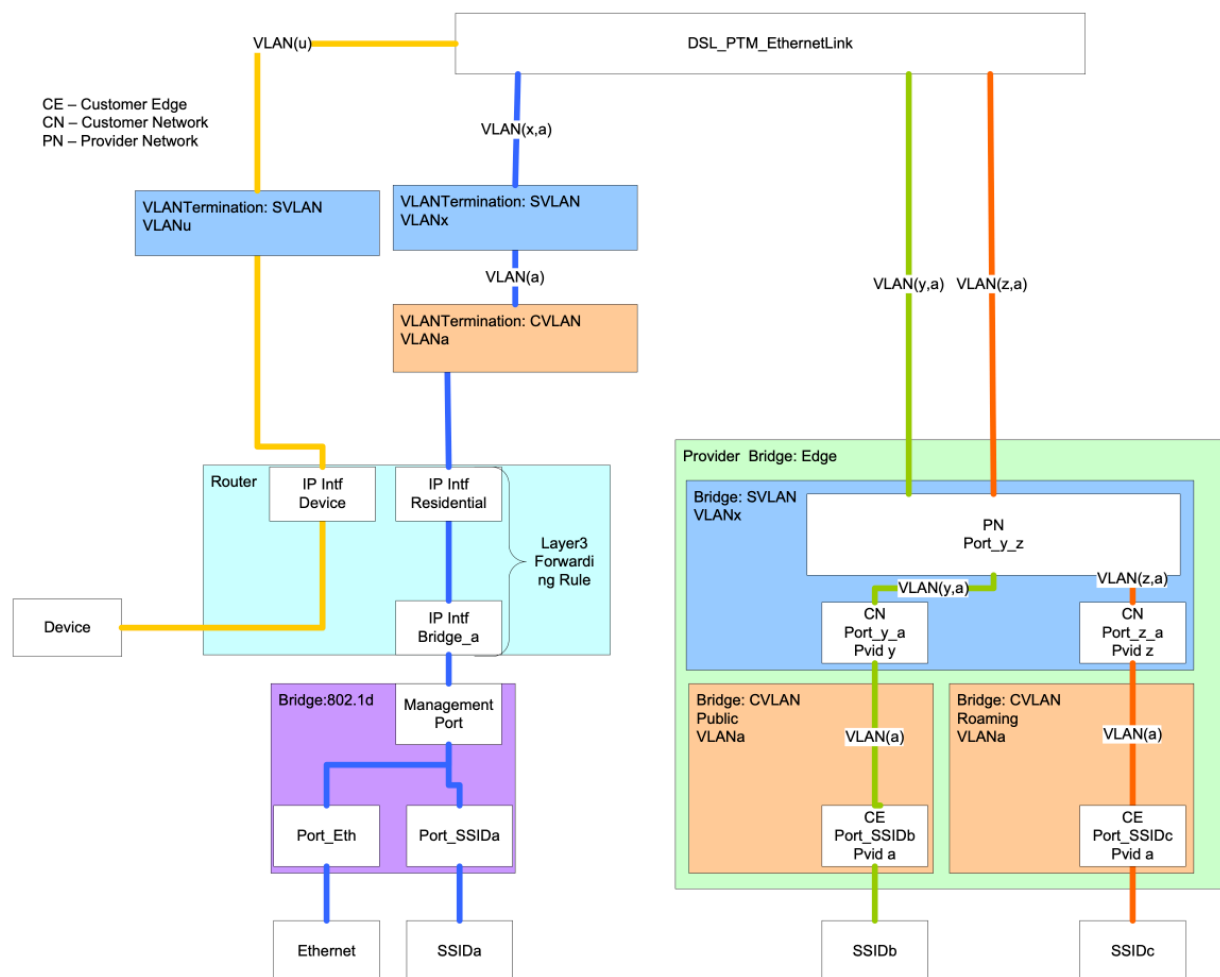 DSL_PTM_EthernetLink
VLAN(u)
CE – Customer Edge
CN – Customer Network
PN – Provider Network
VLAN(x,a)
VLANTermination: SVLAN
VLANu
VLANTermination: SVLAN
VLANx
VLAN(a)
VLAN(y,a)
VLAN(z,a)
VLANTermination: CVLAN
VLANa
Router
IP Intf
Device
IP Intf
Residential
Layer3
Forwardi
ng Rule
IP Intf
Bridge_a
Device
Bridge:802.1d
Management
Port
Port_Eth
Port_SSIDa
Ethernet
SSIDa
Provider Bridge: Edge
Bridge: SVLAN
VLANx
PN
Port_y_z
VLAN(y,a)
VLAN(z,a)
CN
Port_y_a
Pvid y
CN
Port_z_a
Pvid z
Bridge: CVLAN
Public
VLANa
VLAN(a)
CE
Port_SSIDb
Pvid a
Bridge: CVLAN
Roaming
VLANa
VLAN(a)
CE
Port_SSIDc
Pvid a
SSIDb
SSIDc